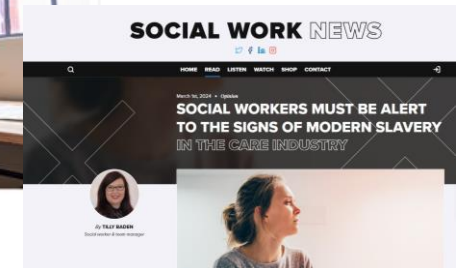 SOCIAL WORK NEWS
HOME READ LISTEN WATCH SHOP CONTACT
March 1st, 2024 • Opinion
SOCIAL WORKERS MUST BE ALERT
TO THE SIGNS OF MODERN SLAVERY
IN THE CARE INDUSTRY
By TILLY BADEN
Social worker & team manager